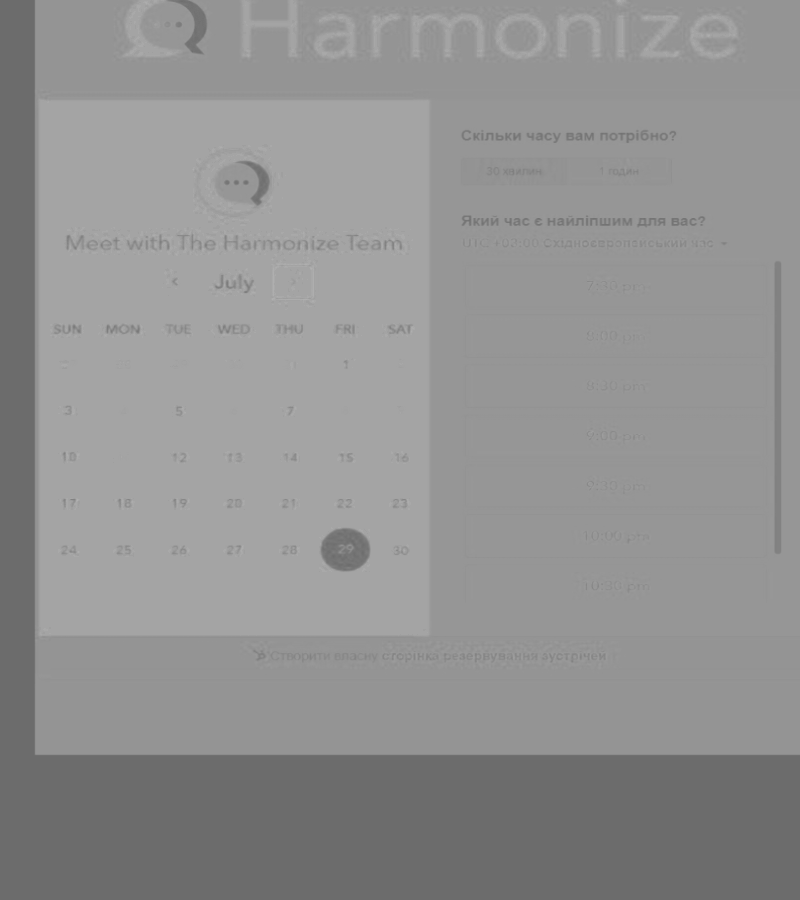 Harmonize
Meet with The Harmonize Team
July
SUN MON TUE WED THU FRI SAT
1
3 5 7
10 12 13 14 15 16
17 18 19 20 21 22 23
24 25 26 27 28 29 30
Скільки часу вам потрібно?
30 хвилин 1 годин
Який час є найліпшим для вас?
UTC +03:00 Східноєвропейський час
7:30 pm
8:00 pm
8:30 pm
9:00 pm
9:30 pm
10:00 pm
10:30 pm
Створити власну сторінка резервування зустрічей